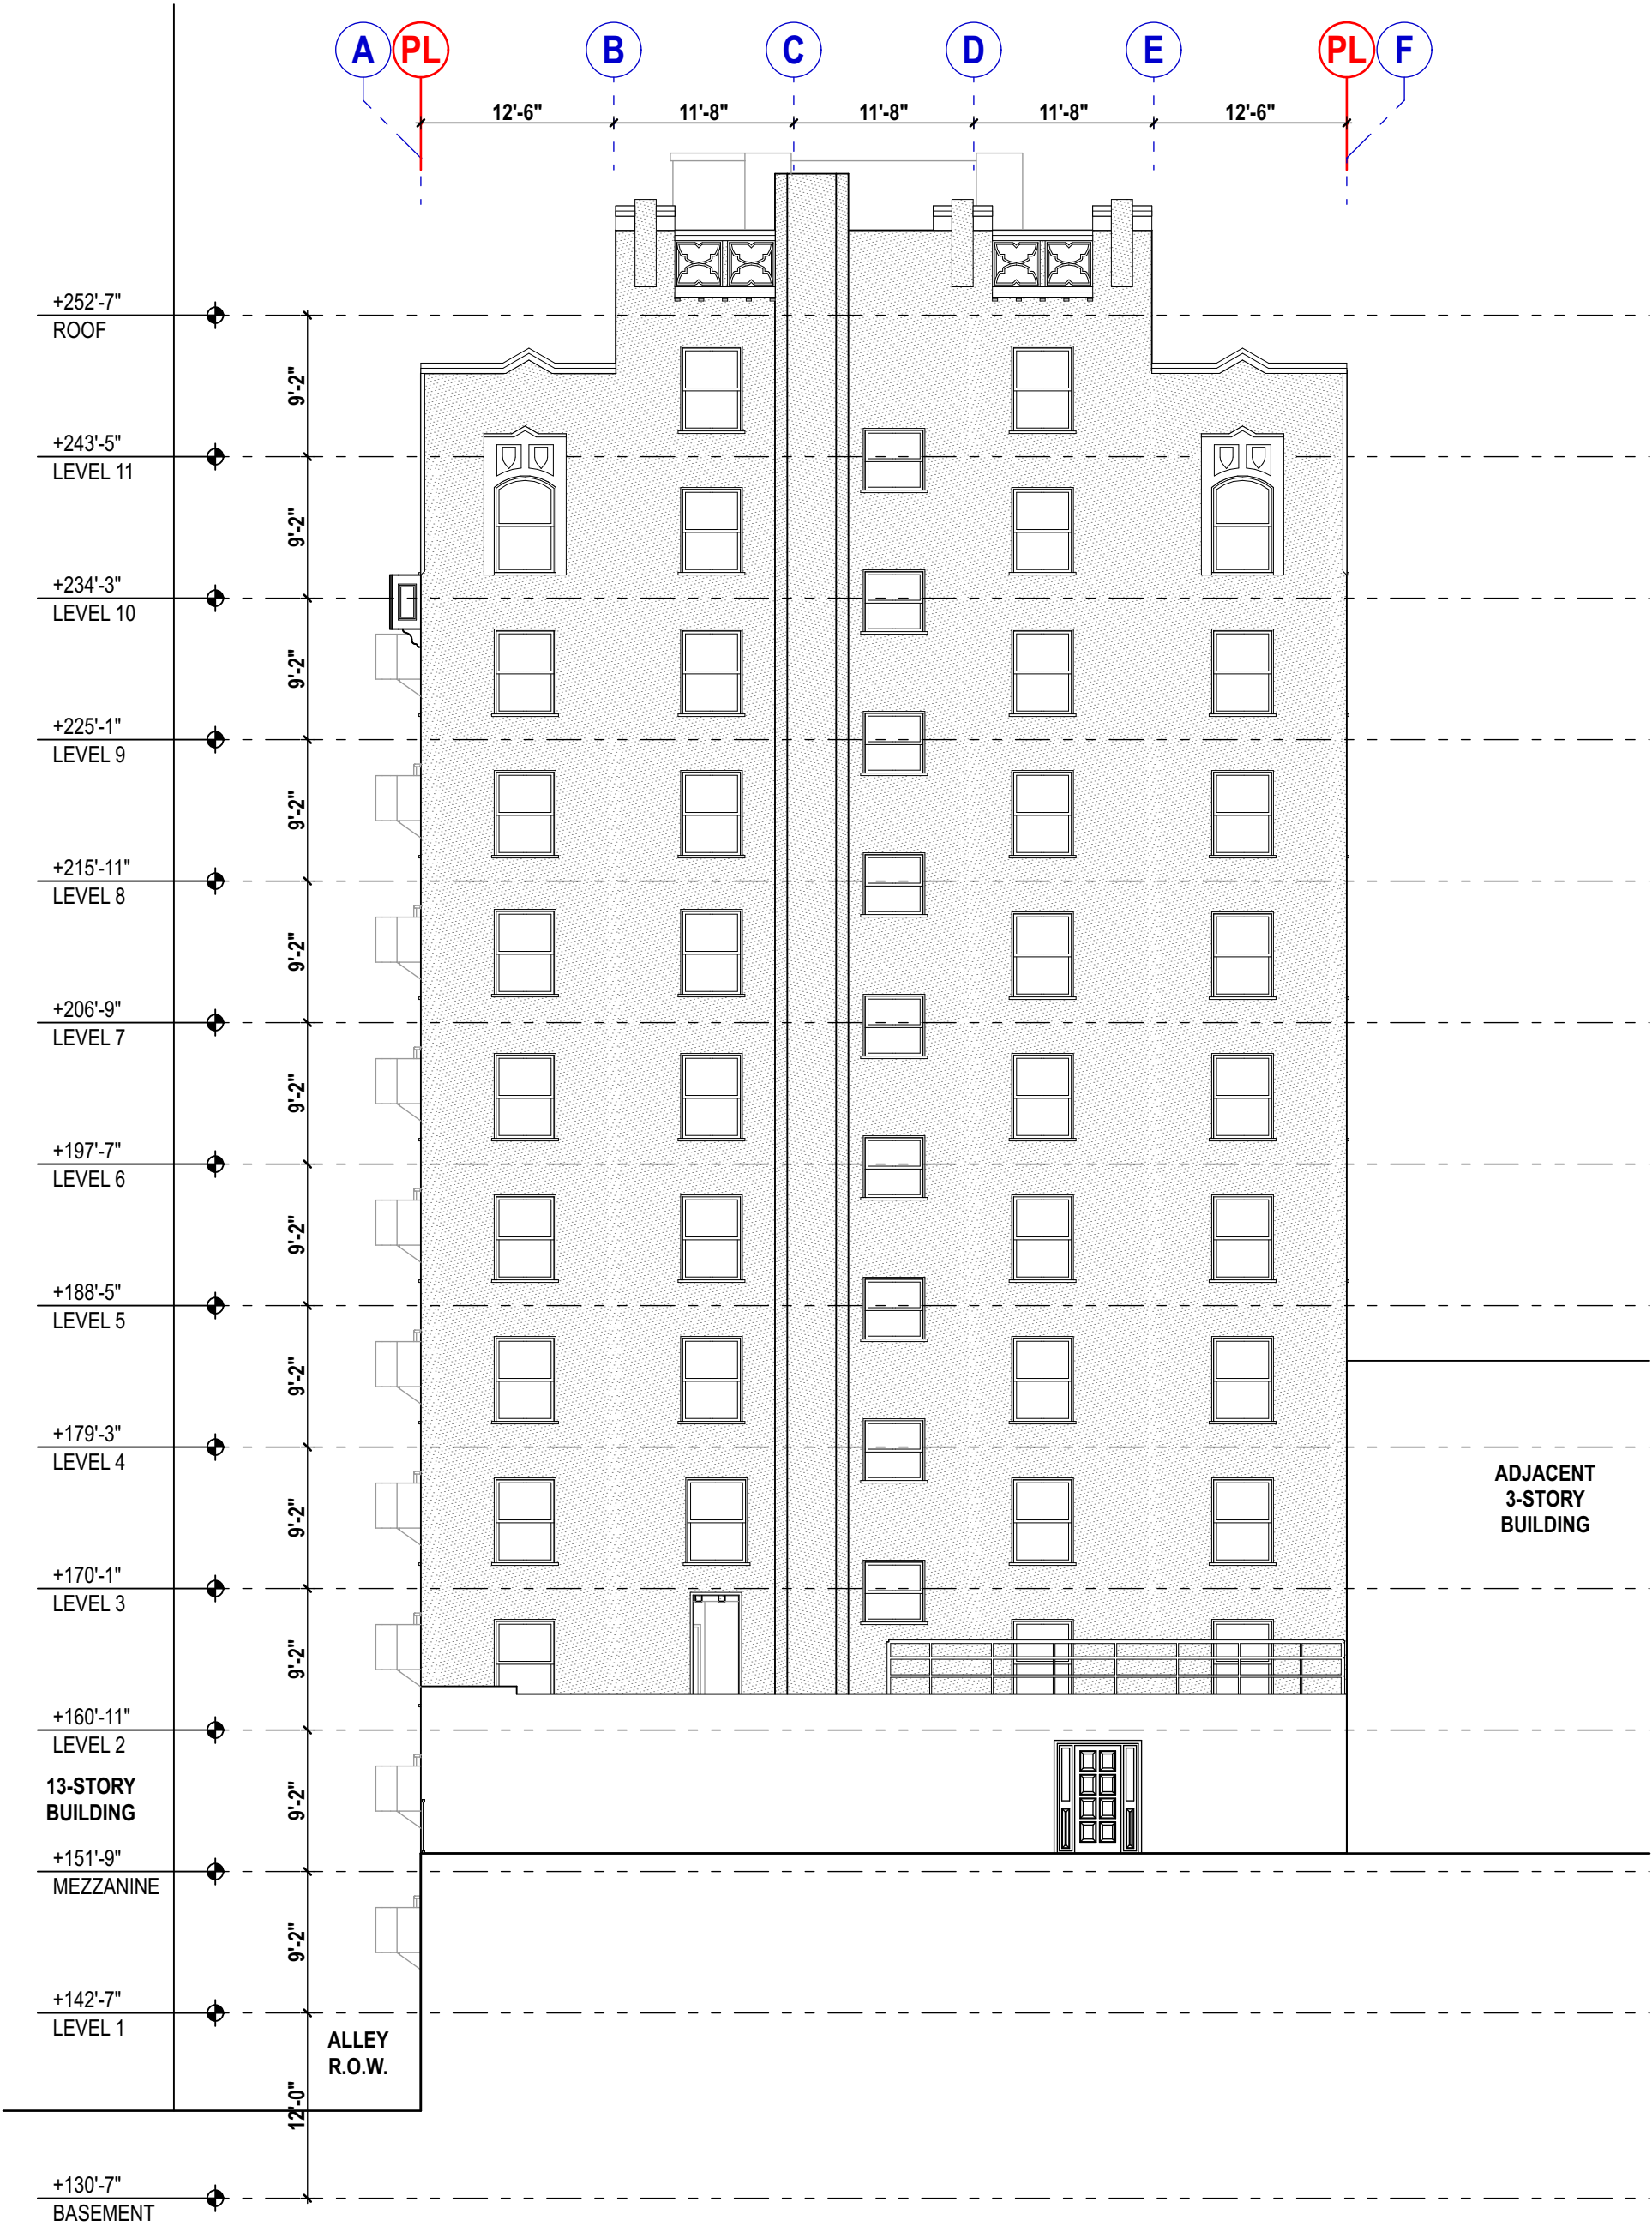 A PL B C D E PL F
12'-6" 11'-8" 11'-8" 11'-8" 12'-6"
+252'-7"
ROOF
9'-2"
+243'-5"
LEVEL 11
9'-2"
+234'-3"
LEVEL 10
9'-2"
+225'-1"
LEVEL 9
9'-2"
+215'-11"
LEVEL 8
9'-2"
+206'-9"
LEVEL 7
9'-2"
+197'-7"
LEVEL 6
9'-2"
+188'-5"
LEVEL 5
9'-2"
+179'-3"
LEVEL 4
ADJACENT
3-STORY
BUILDING
9'-2"
+170'-1"
LEVEL 3
9'-2"
+160'-11"
LEVEL 2
13-STORY
BUILDING
9'-2"
+151'-9"
MEZZANINE
9'-2"
+142'-7"
LEVEL 1
ALLEY
R.O.W.
12'-0"
+130'-7"
BASEMENT